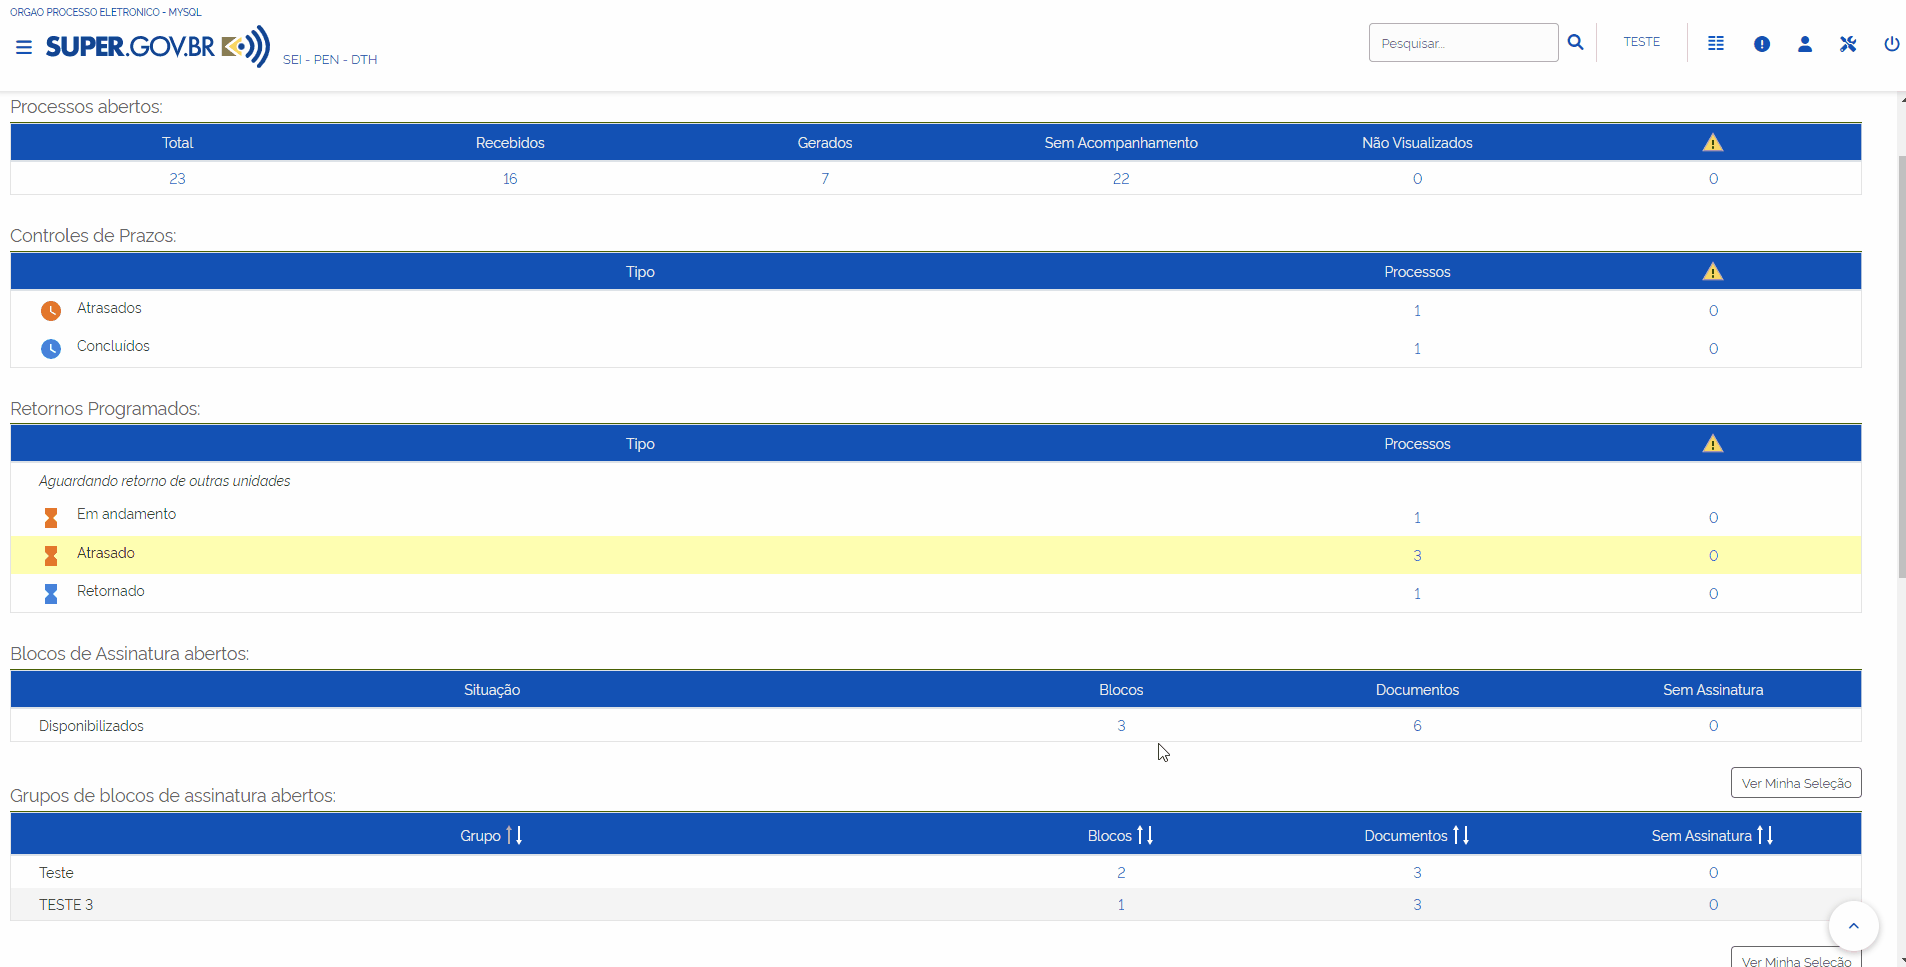 ORGAO PROCESSO ELETRONICO - MYSQL
SUPER.GOV.BR SEI - PEN - DTH Pesquisar... TESTE
Processos abertos:
Total Recebidos Gerados Sem Acompanhamento Não Visualizados
23 16 7 22 0 0
Controles de Prazos:
Tipo Processos
Atrasados 1 0
Concluídos 1 0
Retornos Programados:
Tipo Processos
Aguardando retorno de outras unidades
Em andamento 1 0
Atrasado 3 0
Retornado 1 0
Blocos de Assinatura abertos:
Situação Blocos Documentos Sem Assinatura
Disponibilizados 3 6 0
Ver Minha Seleção
Grupos de blocos de assinatura abertos:
Grupo Blocos Documentos Sem Assinatura
Teste 2 3 0
TESTE 3 1 3 0
Ver Minha Seleção